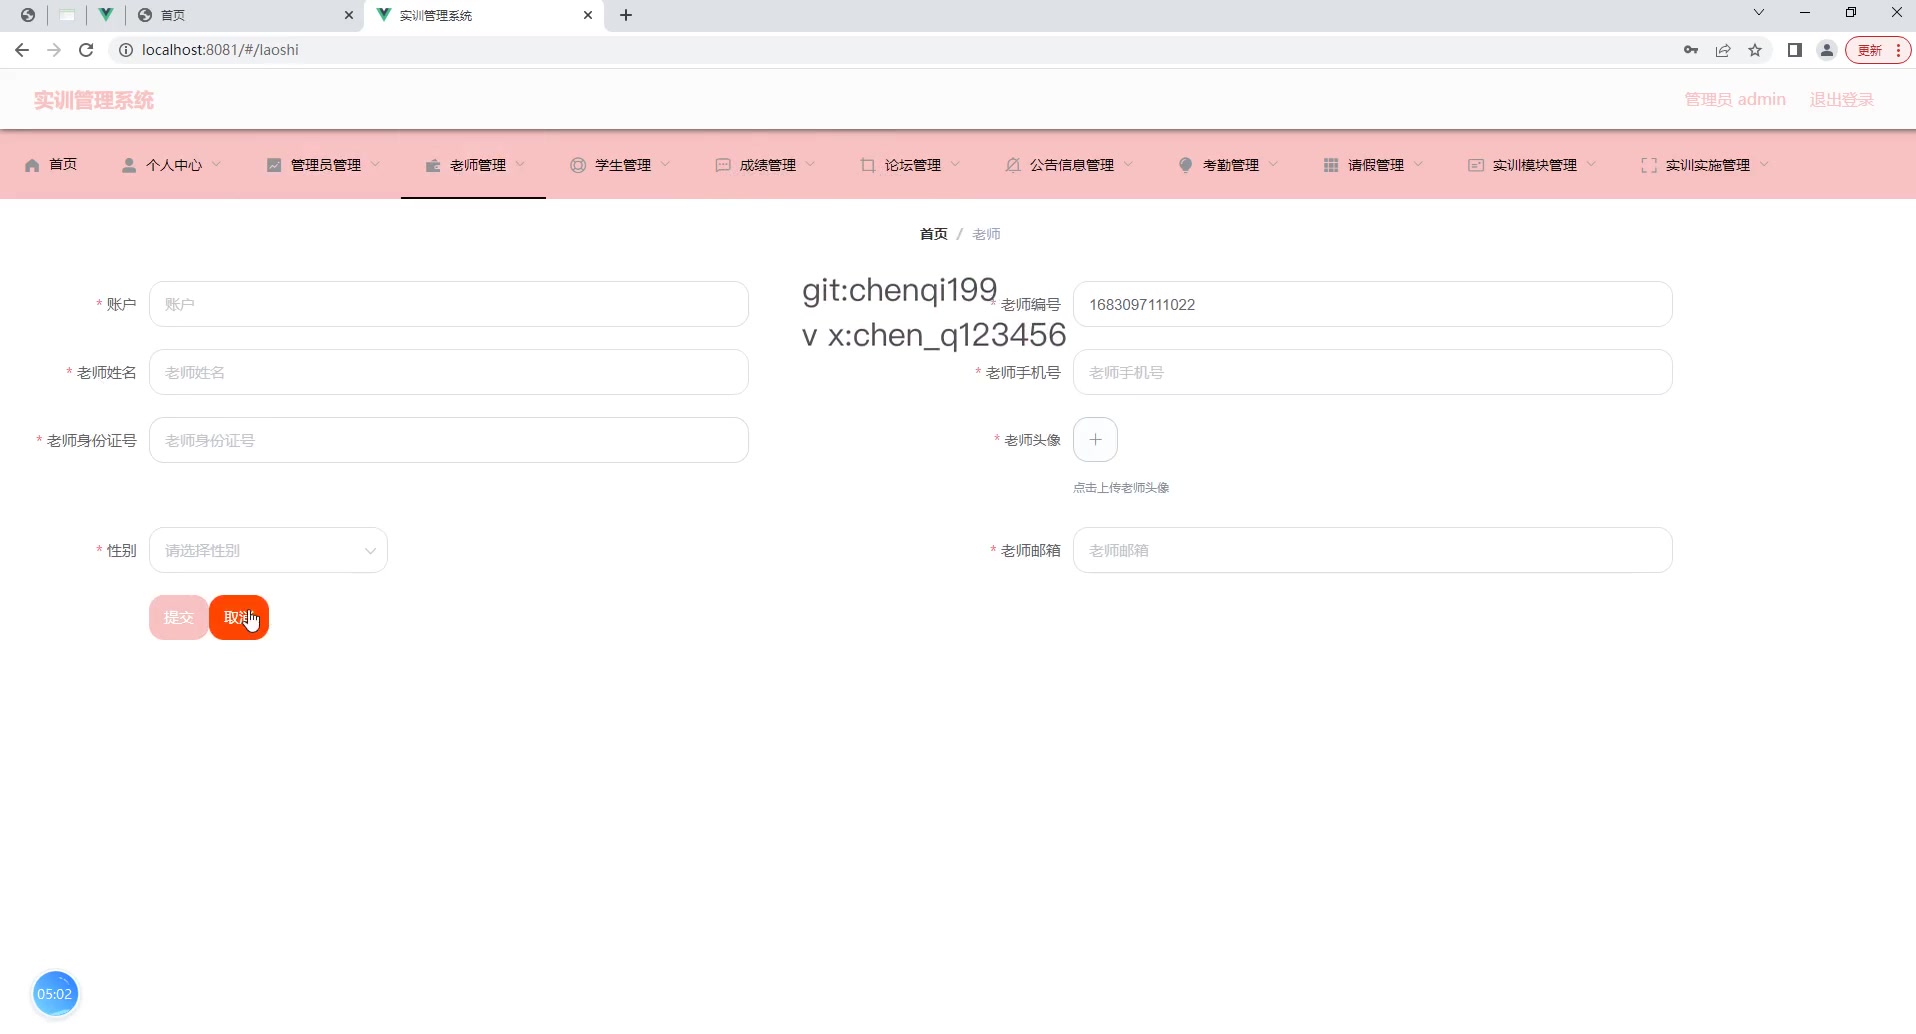 首页
实训管理系统
localhost:8081/#/laoshi
更新
实训管理系统
管理员 admin
退出登录
首页
个人中心
管理员管理
老师管理
学生管理
成绩管理
论坛管理
公告信息管理
考勤管理
请假管理
实训模块管理
实训实施管理
首页 / 老师
git:chenqi199
v x:chen_q123456
* 账户
账户
* 老师编号
1683097111022
* 老师姓名
老师姓名
* 老师手机号
老师手机号
* 老师身份证号
老师身份证号
* 老师头像
点击上传老师头像
* 性别
请选择性别
* 老师邮箱
老师邮箱
提交
取消
05:02